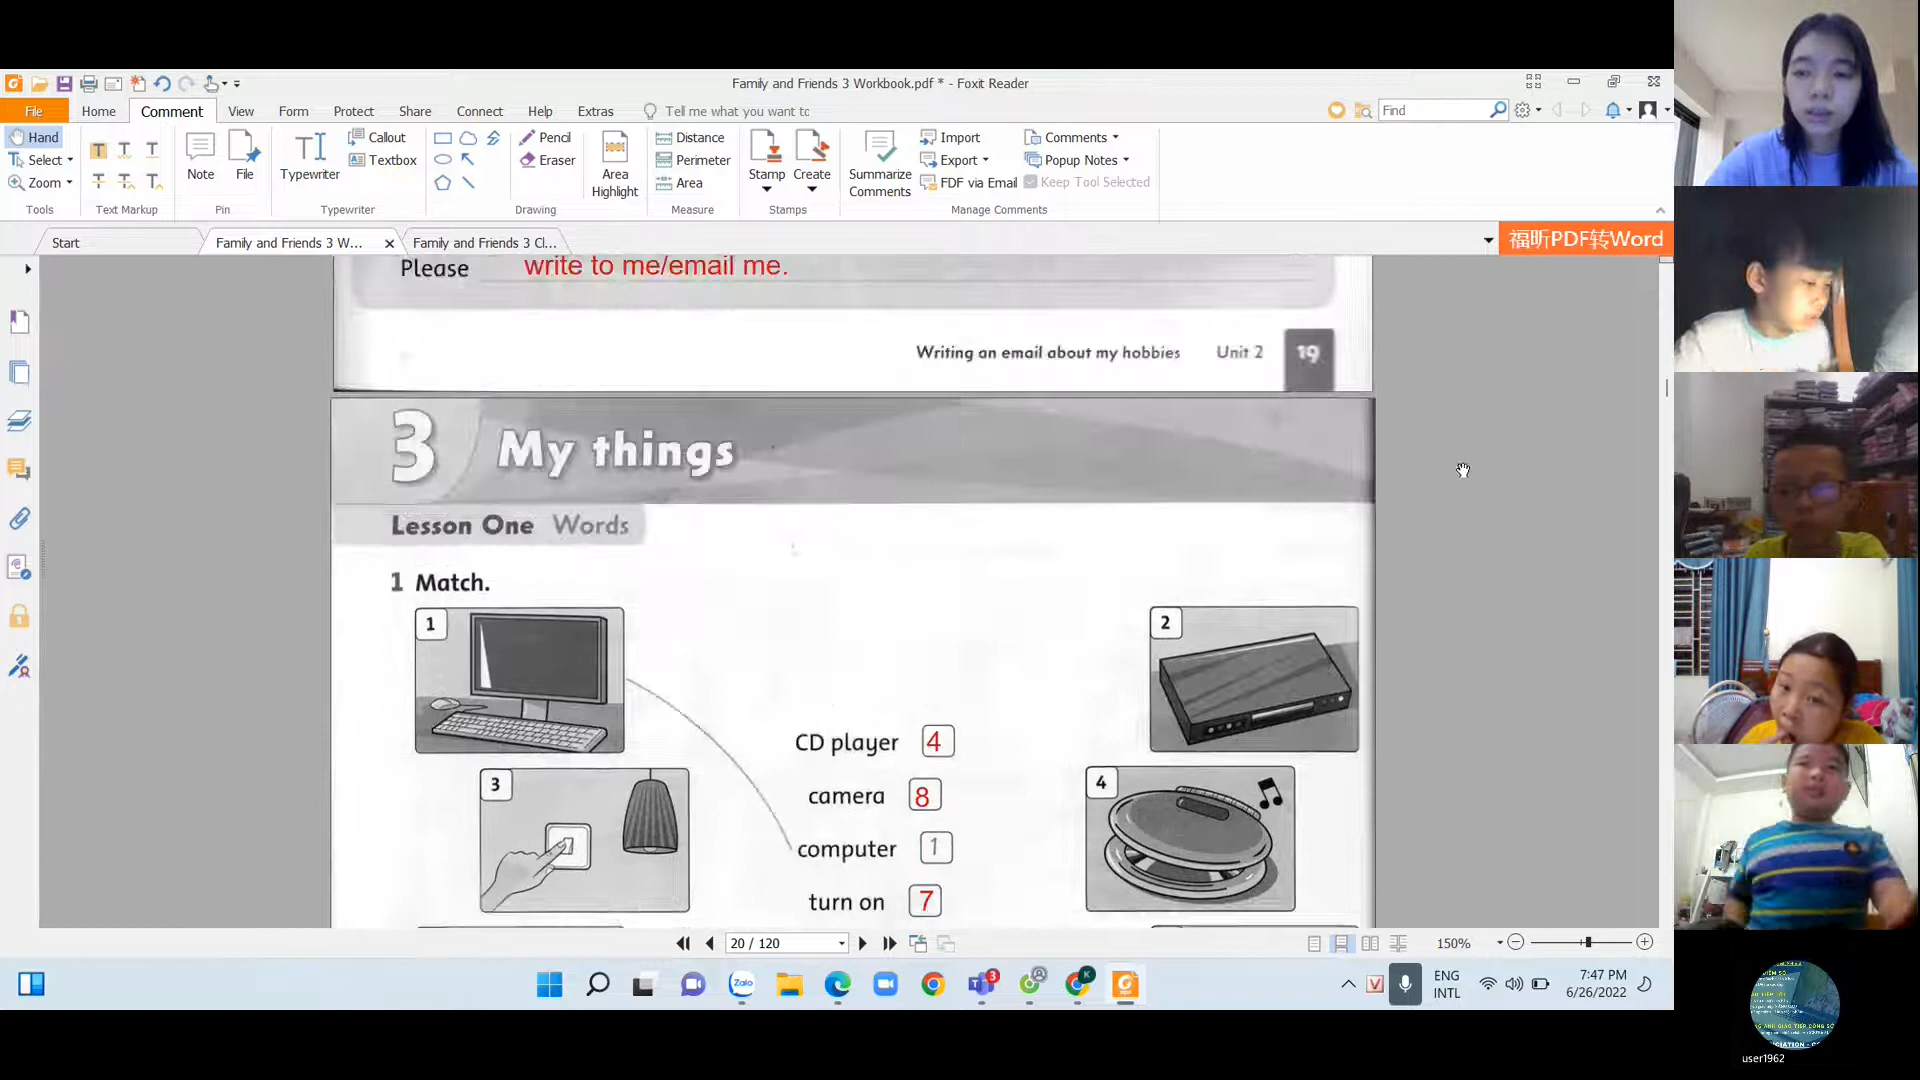 Family and Friends 3 Workbook.pdf * - Foxit Reader
File Home Comment View Form Protect Share Connect Help Extras Tell me what you want to
Find
Hand
Select
Zoom
Tools
Text Markup
Note
File
Pin
Typewriter
Callout
Textbox
Typewriter
Pencil
Eraser
Drawing
Area
Highlight
Distance
Perimeter
Area
Measure
Stamp
Create
Stamps
Summarize
Comments
Import
Export
FDF via Email
Comments
Popup Notes
Keep Tool Selected
Manage Comments
Start
Family and Friends 3 W...
Family and Friends 3 Cl...
福昕PDF转Word
Please write to me/email me.
Writing an email about my hobbies Unit 2 19
3 My things
Lesson One Words
1 Match.
1
2
3
4
CD player 4
camera 8
computer 1
turn on 7
20 / 120
150%
Zalo
3
K
V
ENG
INTL
7:47 PM
6/26/2022
user1962